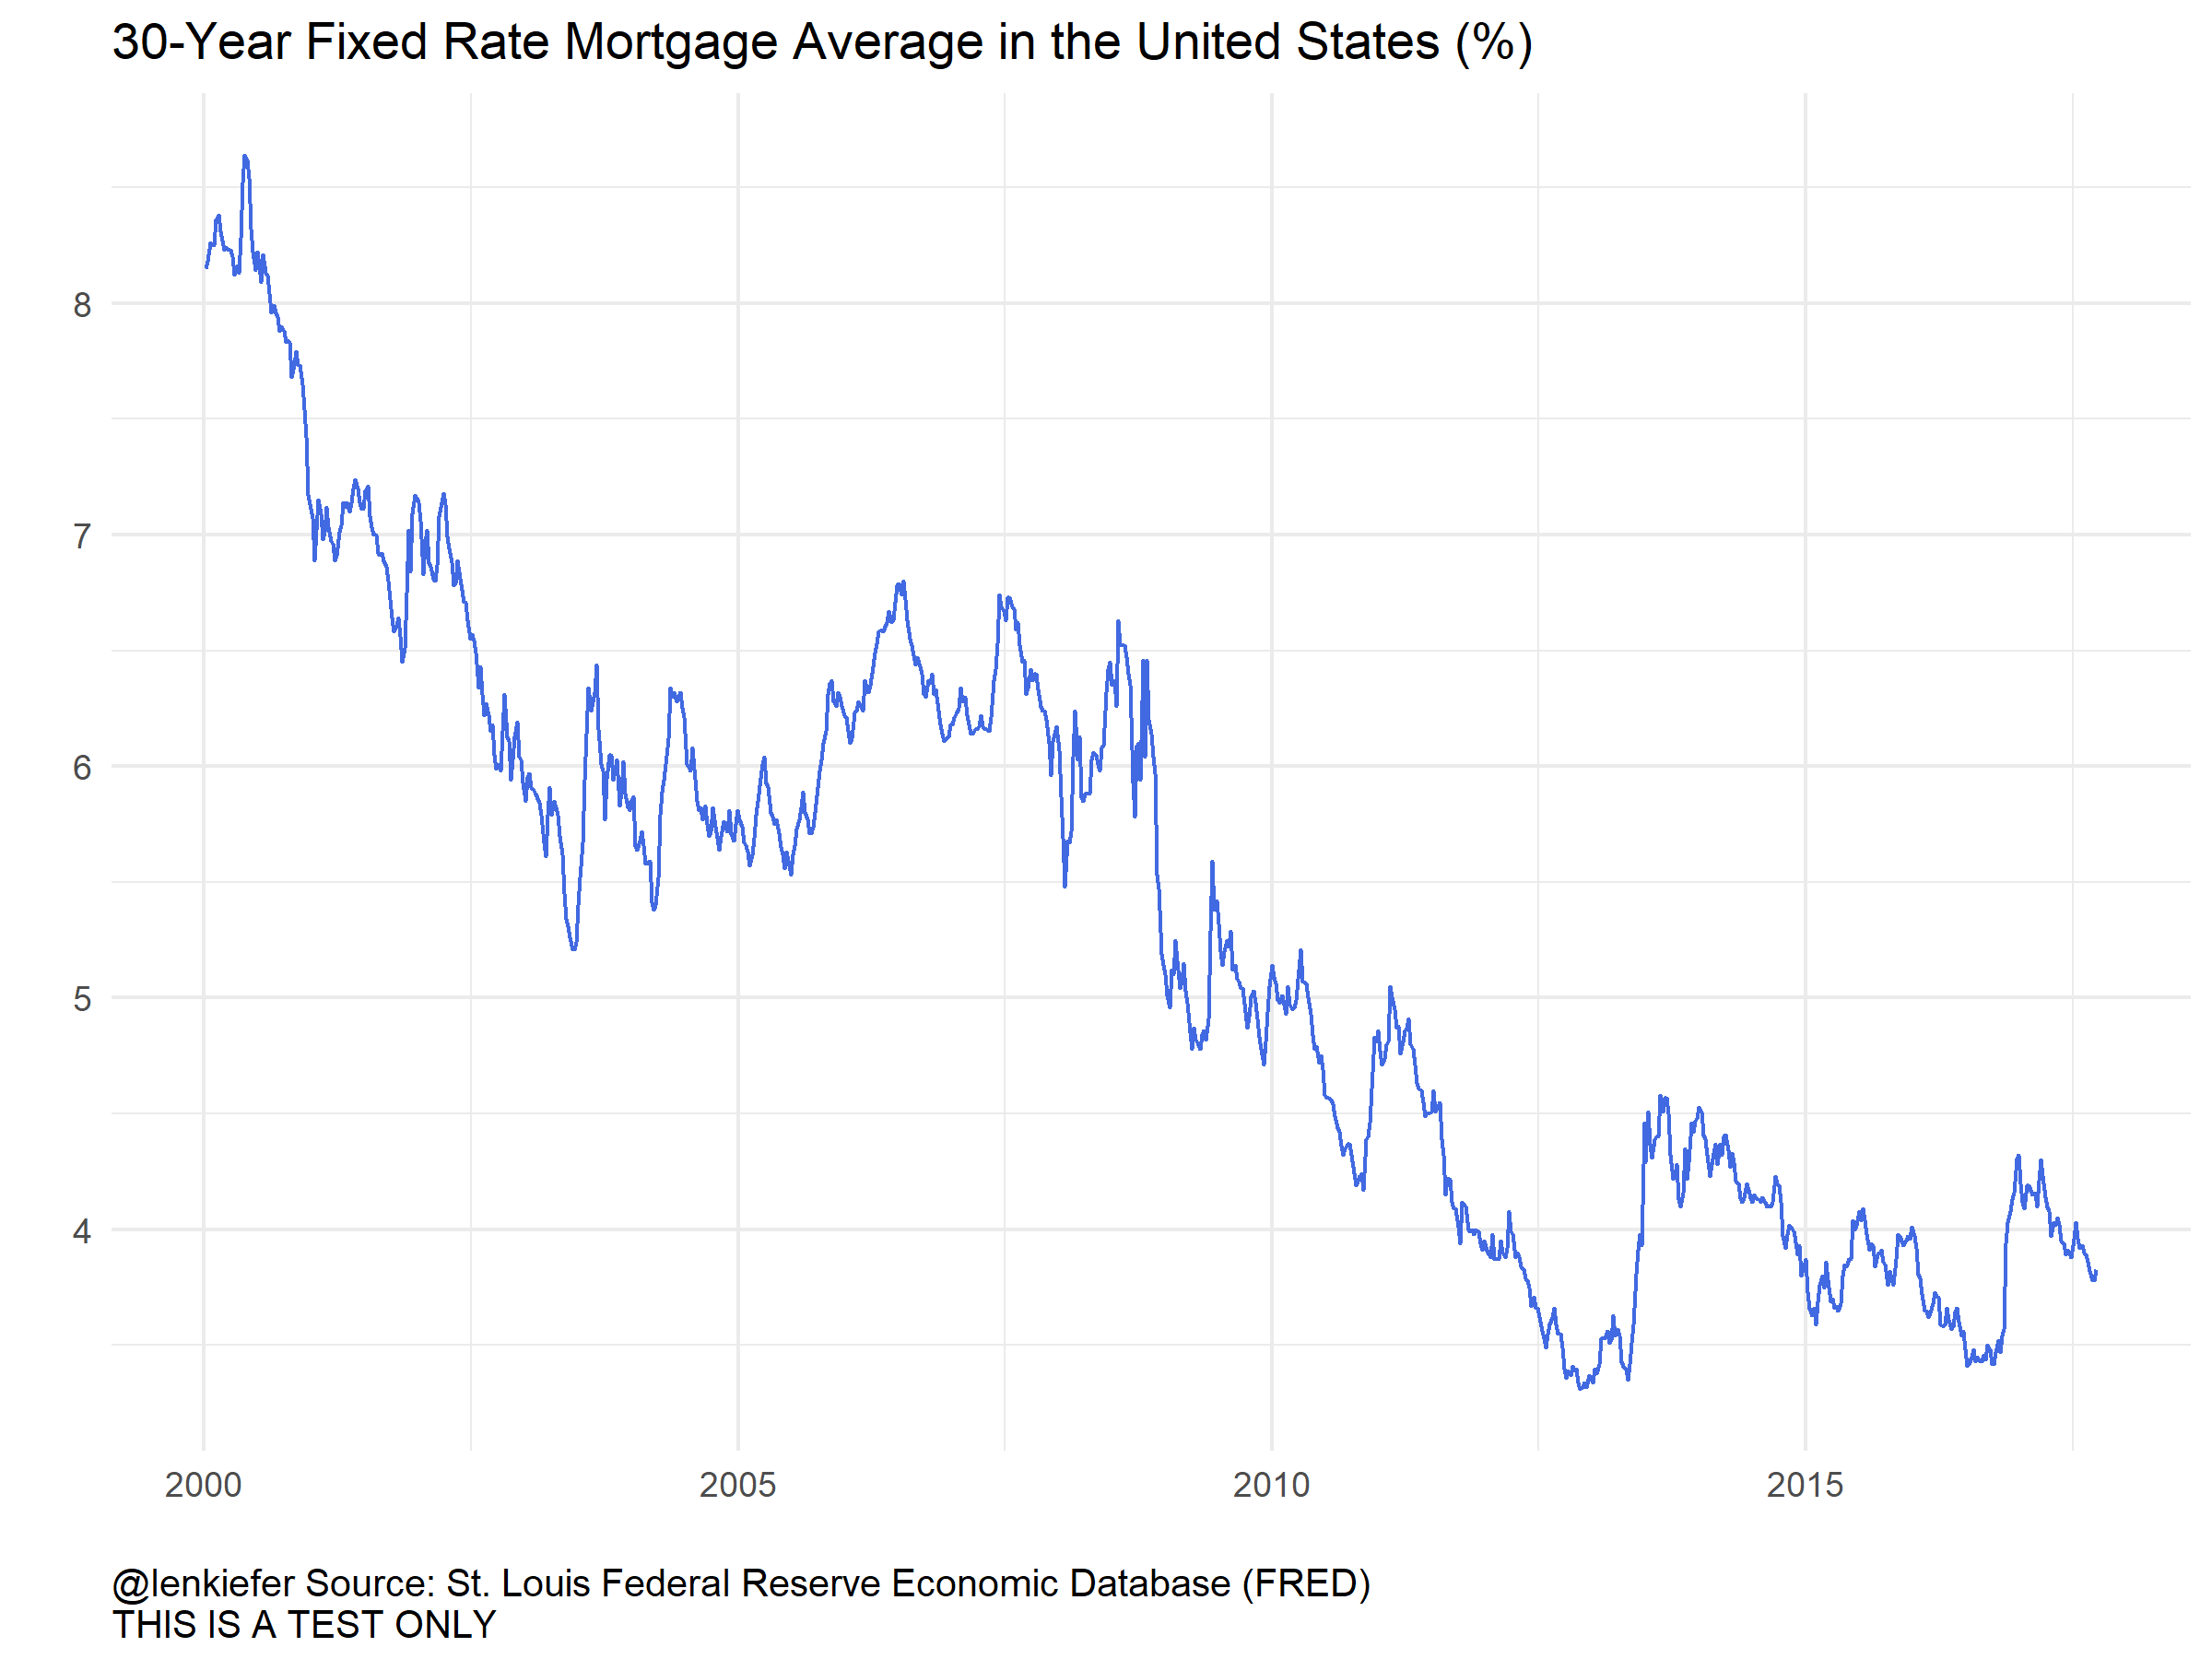 30-Year Fixed Rate Mortgage Average in the United States (%)
8
7
6
5
4
2000 2005 2010 2015
@lenkiefer Source: St. Louis Federal Reserve Economic Database (FRED)
THIS IS A TEST ONLY